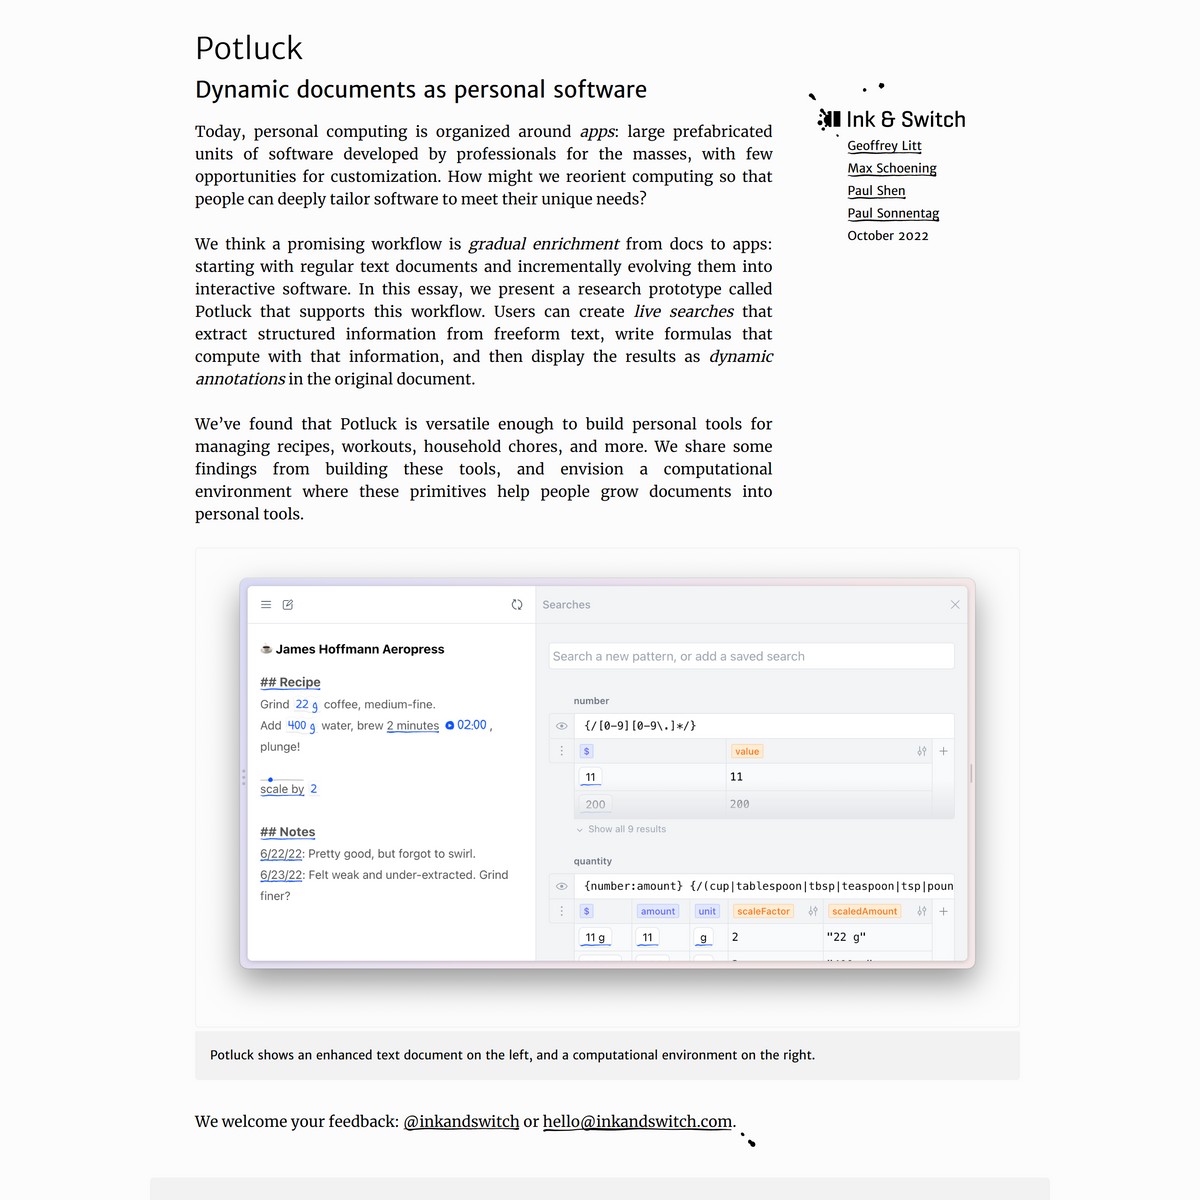 Potluck
Dynamic documents as personal software
Today, personal computing is organized around apps: large prefabricated
units of software developed by professionals for the masses, with few
opportunities for customization. How might we reorient computing so that
people can deeply tailor software to meet their unique needs?
We think a promising workflow is gradual enrichment from docs to apps:
starting with regular text documents and incrementally evolving them into
interactive software. In this essay, we present a research prototype called
Potluck that supports this workflow. Users can create live searches that
extract structured information from freeform text, write formulas that
compute with that information, and then display the results as dynamic
annotations in the original document.
We’ve found that Potluck is versatile enough to build personal tools for
managing recipes, workouts, household chores, and more. We share some
findings from building these tools, and envision a computational
environment where these primitives help people grow documents into
personal tools.
Ink & Switch
Geoffrey Litt
Max Schoening
Paul Shen
Paul Sonnentag
October 2022
James Hoffmann Aeropress
## Recipe
Grind 22 g coffee, medium-fine.
Add 400 g water, brew 2 minutes 02:00 ,
plunge!
scale by 2
## Notes
6/22/22: Pretty good, but forgot to swirl.
6/23/22: Felt weak and under-extracted. Grind
finer?
Searches
Search a new pattern, or add a saved search
number
{/[0-9][0-9\.]*/}
$ value
11 11
200 200
Show all 9 results
quantity
{number:amount} {/(cup|tablespoon|tbsp|teaspoon|tsp|poun
$ amount unit scaleFactor scaledAmount
11 g 11 g 2 "22 g"
Potluck shows an enhanced text document on the left, and a computational environment on the right.
We welcome your feedback: @inkandswitch or hello@inkandswitch.com.